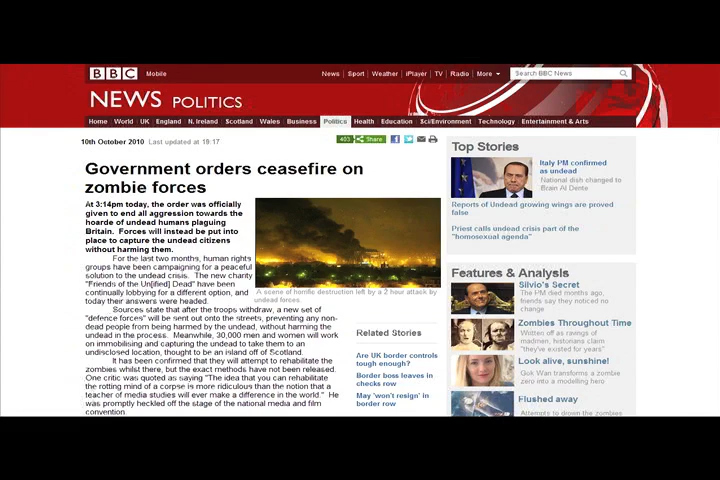 BBC Mobile News Sport Weather iPlayer TV Radio More Search BBC News
NEWS POLITICS
Home World UK England N. Ireland Scotland Wales Business Politics Health Education Sci/Environment Technology Entertainment & Arts
10th October 2010 Last updated at 19:17
403 Share
Government orders ceasefire on
zombie forces
At 3:14pm today, the order was officially
given to end all aggression towards the
hoarde of undead humans plaguing
Britain. Forces will instead be put into
place to capture the undead citizens
without harming them.
For the last two months, human rights
groups have been campaigning for a peaceful
solution to the undead crisis. The new charity
"Friends of the Un[ified] Dead" have been
continually lobbying for a different option, and
today their answers were headed.
Sources state that after the troops withdraw, a new set of
"defence forces" will be sent out onto the streets, preventing any non-
dead people from being harmed by the undead, without harming the
undead in the process. Meanwhile, 30,000 men and women will work
on immobilising and capturing the undead to take them to an
undisclosed location, thought to be an island off of Scotland.
It has been confirmed that they will attempt to rehabilitate the
zombies whilst there, but the exact methods have not been released.
One critic was quoted as saying "The idea that you can rehabilitate
the rotting mind of a corpse is more ridiculous than the notion that a
teacher of media studies will ever make a difference in the world." He
was promptly heckled off the stage of the national media and film
convention.
A scene of horrific destruction left by a 2 hour attack by
undead forces.
Related Stories
Are UK border controls
tough enough?
Border boss leaves in
checks row
May 'won't resign' in
border row
Top Stories
Italy PM confirmed
as undead
National dish changed to
Brain Al Dente
Reports of Undead growing wings are proved
false
Priest calls undead crisis part of the
"homosexual agenda"
Features & Analysis
Silvio's Secret
The PM died months ago,
friends say they noticed no
change
Zombies Throughout Time
Written off as ravings of
madmen, historians claim
"they've existed for years"
Look alive, sunshine!
Gok Wan transforms a zombie
zero into a modelling hero
Flushed away
Attempts to drown the zombies